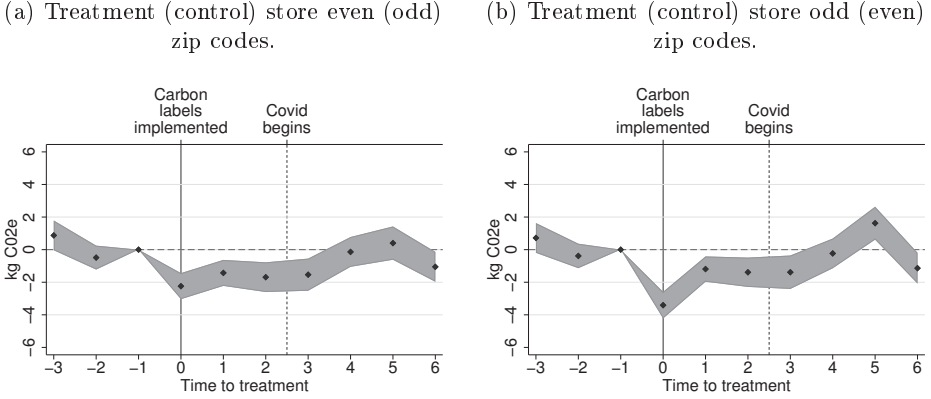 (a) Treatment (control) store even (odd)
zip codes.
Carbon
labels
implemented
Covid
begins
6
4
2
0
−2
−4
−6
kg C02e
−3 −2 −1 0 1 2 3 4 5 6
Time to treatment
(b) Treatment (control) store odd (even)
zip codes.
Carbon
labels
implemented
Covid
begins
6
4
2
0
−2
−4
−6
kg C02e
−3 −2 −1 0 1 2 3 4 5 6
Time to treatment